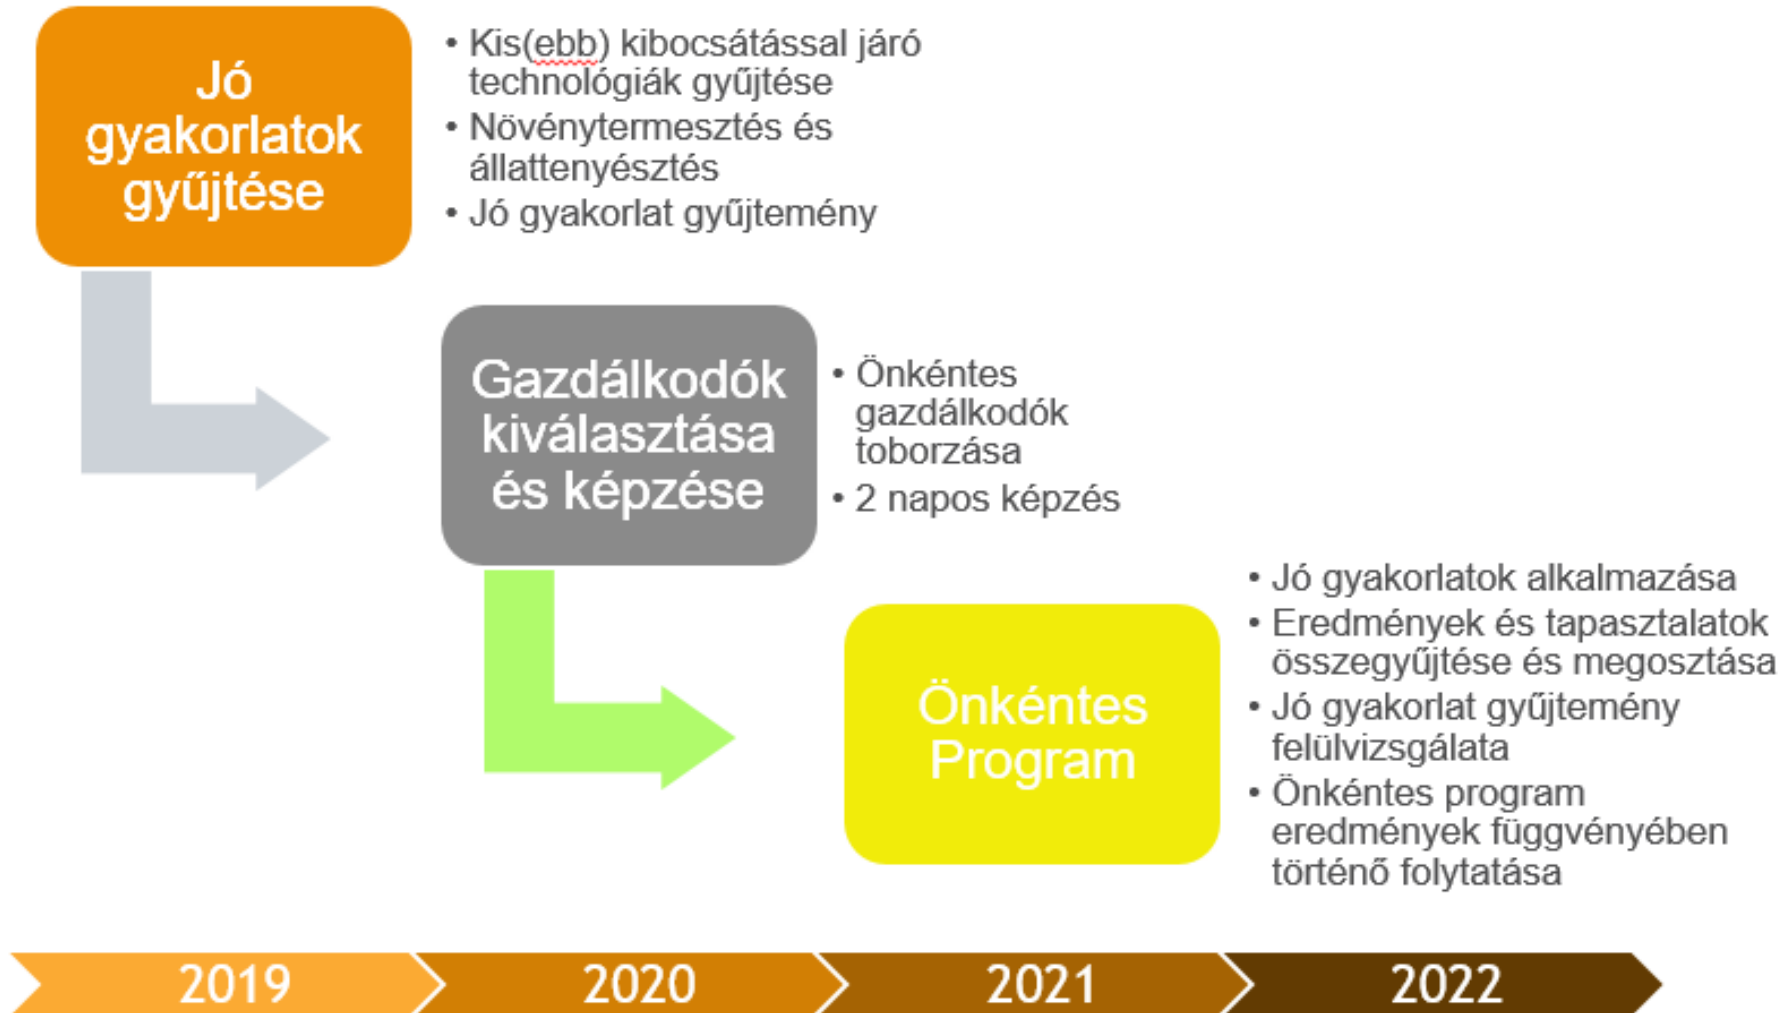 Jó
gyakorlatok
gyűjtése
• Kis(ebb) kibocsátással járó
technológiák gyűjtése
• Növénytermesztés és
állattenyésztés
• Jó gyakorlat gyűjtemény
Gazdálkodók
kiválasztása
és képzése
• Önkéntes
gazdálkodók
toborzása
• 2 napos képzés
Önkéntes
Program
• Jó gyakorlatok alkalmazása
• Eredmények és tapasztalatok
összegyűjtése és megosztása
• Jó gyakorlat gyűjtemény
felülvizsgálata
• Önkéntes program
eredmények függvényében
történő folytatása
2019
2020
2021
2022